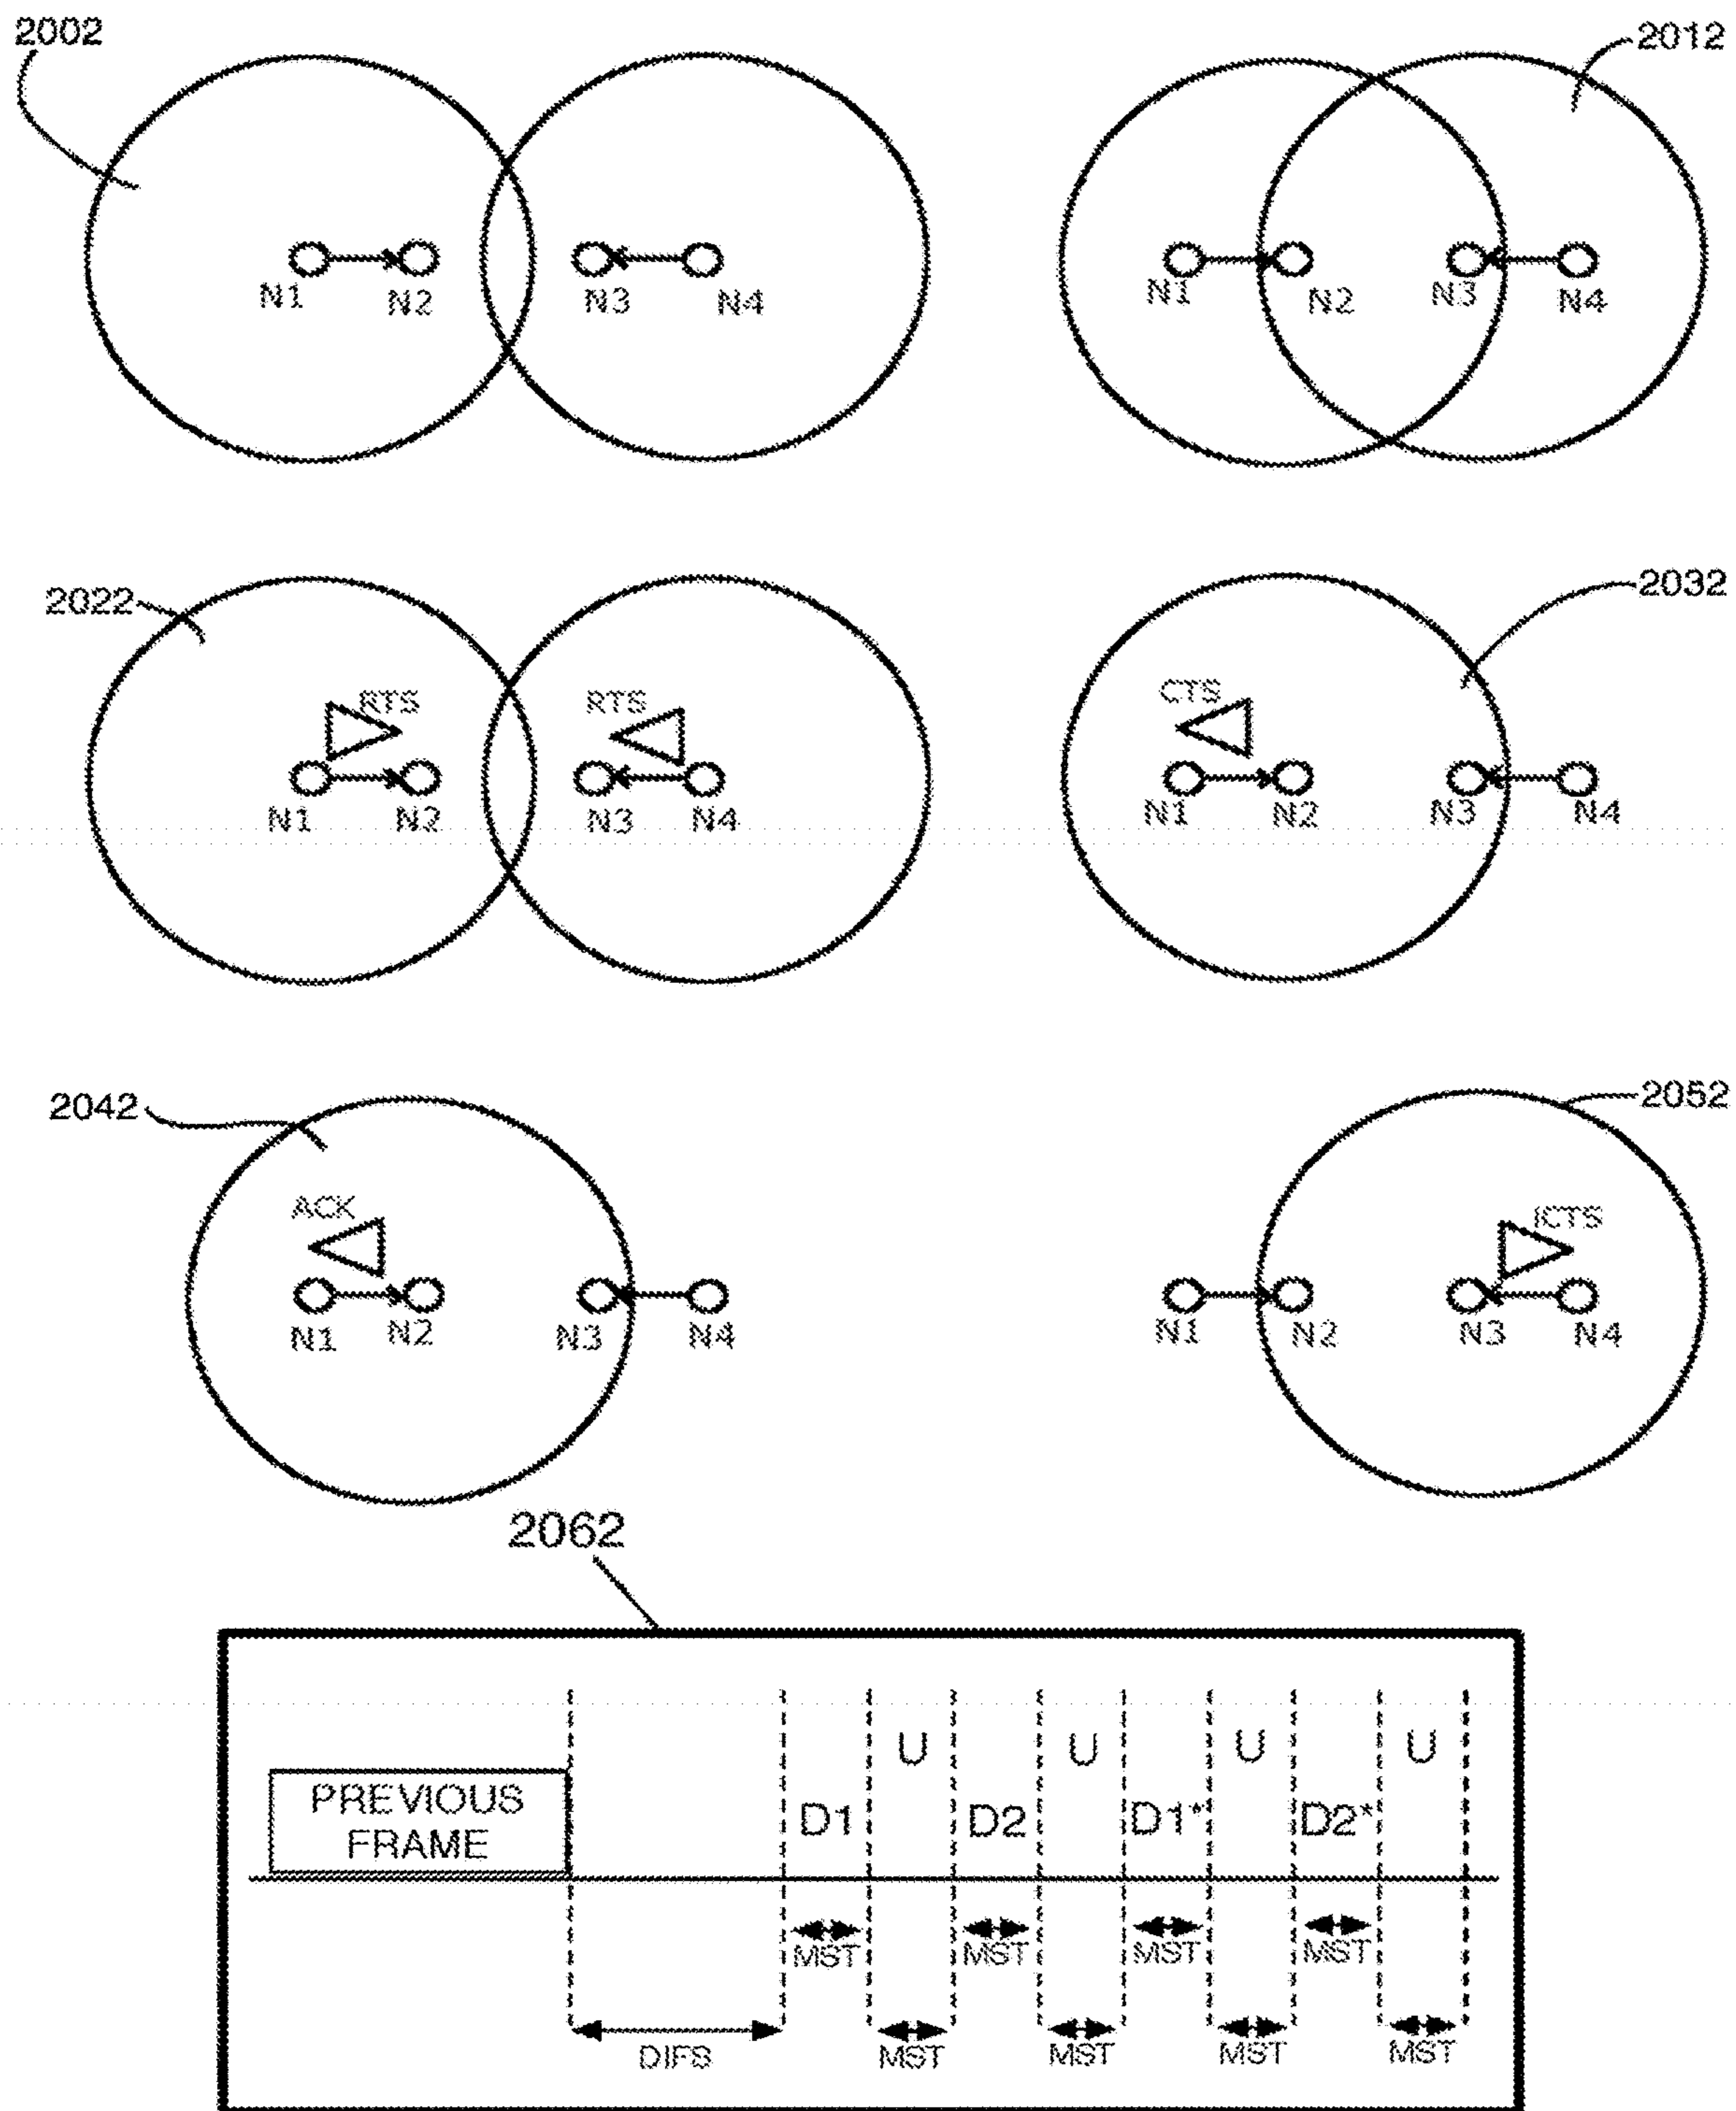 2002
2012
N1 N2 N3 N4
N1 N2 N3 N4
2022
2032
RTS RTS
CTS
N1 N2 N3 N4
N1 N2 N3 N4
2042
2052
ACK
ICTS
N1 N2 N3 N4
N1 N2 N3 N4
2062
U U U U
PREVIOUS
FRAME
D1 D2 D1* D2*
MST MST MST MST
DIFS MST MST MST MST